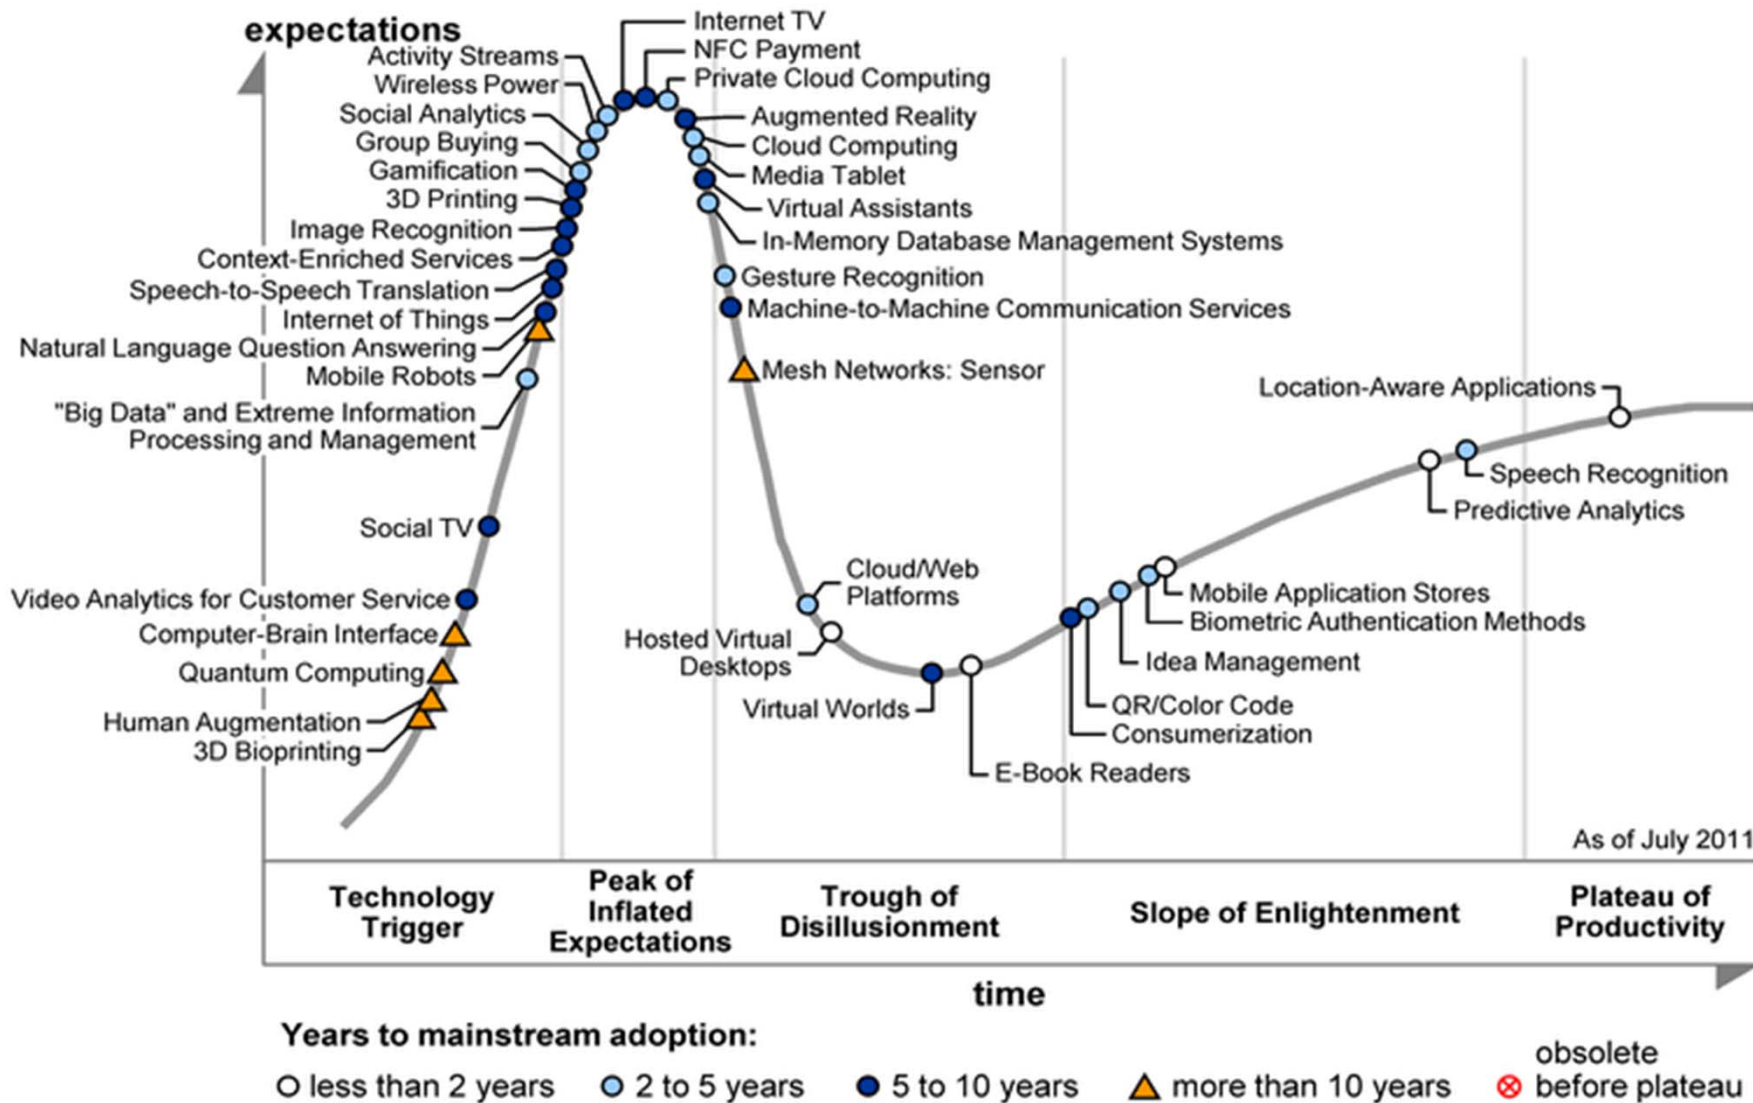 expectations
Internet TV
Activity Streams
NFC Payment
Wireless Power
Private Cloud Computing
Social Analytics
Augmented Reality
Group Buying
Cloud Computing
Gamification
Media Tablet
3D Printing
Virtual Assistants
Image Recognition
In-Memory Database Management Systems
Context-Enriched Services
Gesture Recognition
Speech-to-Speech Translation
Machine-to-Machine Communication Services
Internet of Things
Natural Language Question Answering
Mesh Networks: Sensor
Mobile Robots
Location-Aware Applications
"Big Data" and Extreme Information
Processing and Management
Speech Recognition
Predictive Analytics
Social TV
Cloud/Web
Platforms
Video Analytics for Customer Service
Mobile Application Stores
Computer-Brain Interface
Biometric Authentication Methods
Hosted Virtual
Desktops
Idea Management
Quantum Computing
Virtual Worlds
QR/Color Code
Human Augmentation
Consumerization
3D Bioprinting
E-Book Readers
As of July 2011
Technology
Trigger
Peak of
Inflated
Expectations
Trough of
Disillusionment
Slope of Enlightenment
Plateau of
Productivity
time
Years to mainstream adoption:
less than 2 years
2 to 5 years
5 to 10 years
more than 10 years
obsolete
before plateau